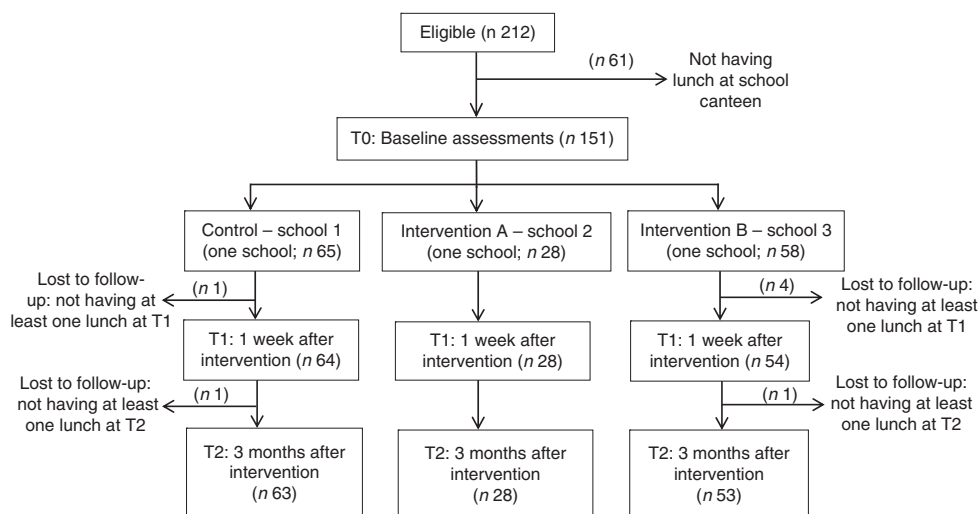 Eligible (n 212)
(n 61)
Not having
lunch at school
canteen
T0: Baseline assessments (n 151)
Control – school 1
(one school; n 65)
Intervention A – school 2
(one school; n 28)
Intervention B – school 3
(one school; n 58)
Lost to follow-
up: not having at
least one lunch at T1
(n 1)
(n 4)
Lost to follow-up:
not having at least
one lunch at T1
T1: 1 week after
intervention (n 64)
T1: 1 week after
intervention (n 28)
T1: 1 week after
intervention (n 54)
Lost to follow-up:
not having at least
one lunch at T2
(n 1)
(n 1)
Lost to follow-up:
not having at least
one lunch at T2
T2: 3 months after
intervention
(n 63)
T2: 3 months after
intervention
(n 28)
T2: 3 months after
intervention
(n 53)